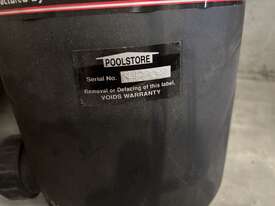 POOLSTORE
Serial No.
Removal or Defacing of this label,
VOIDS WARRANTY